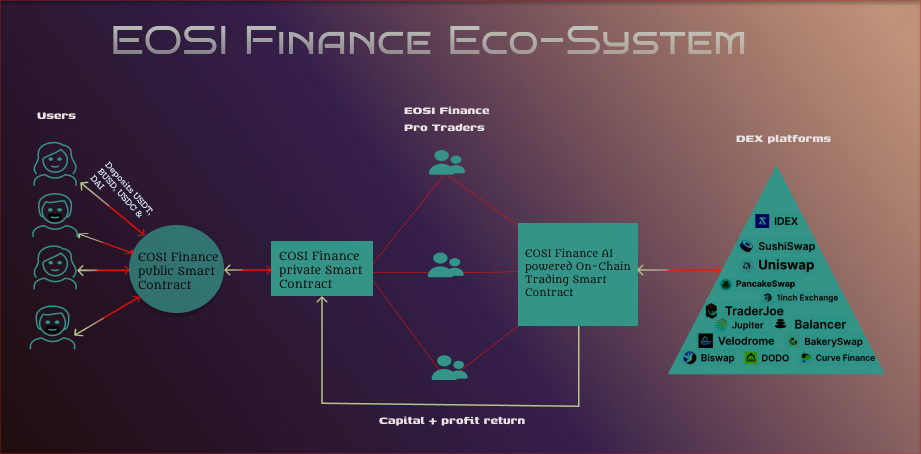 EOSI Finance Eco-System
Users
EOSI Finance
Pro Traders
DEX platforms
Deposits USDT,
BUSD, USDC &
DAI
EOSI Finance
public Smart
Contract
EOSI Finance
private Smart
Contract
EOSI Finance AI
powered On-Chain
Trading Smart
Contract
IDEX
SushiSwap
Uniswap
PancakeSwap
1inch Exchange
TraderJoe
Jupiter
Balancer
Velodrome
BakerySwap
Biswap
DODO
Curve Finance
Capital + profit return